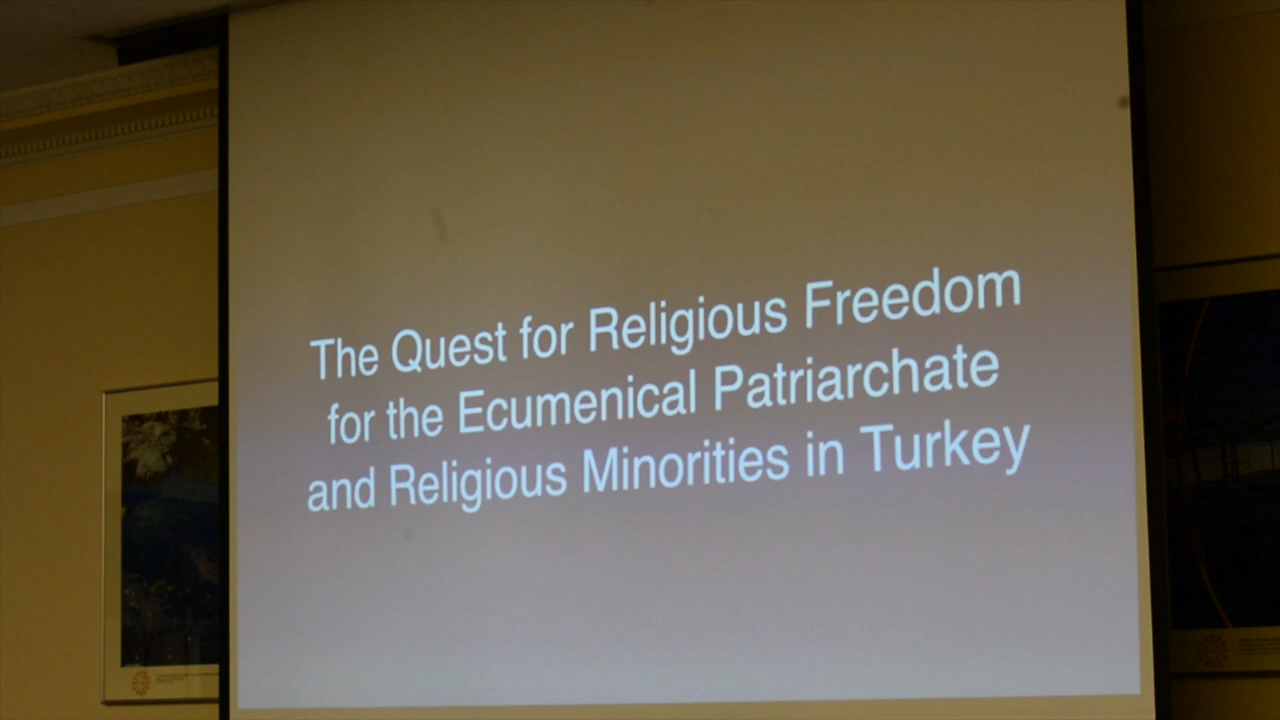 The Quest for Religious Freedom
for the Ecumenical Patriarchate
and Religious Minorities in Turkey